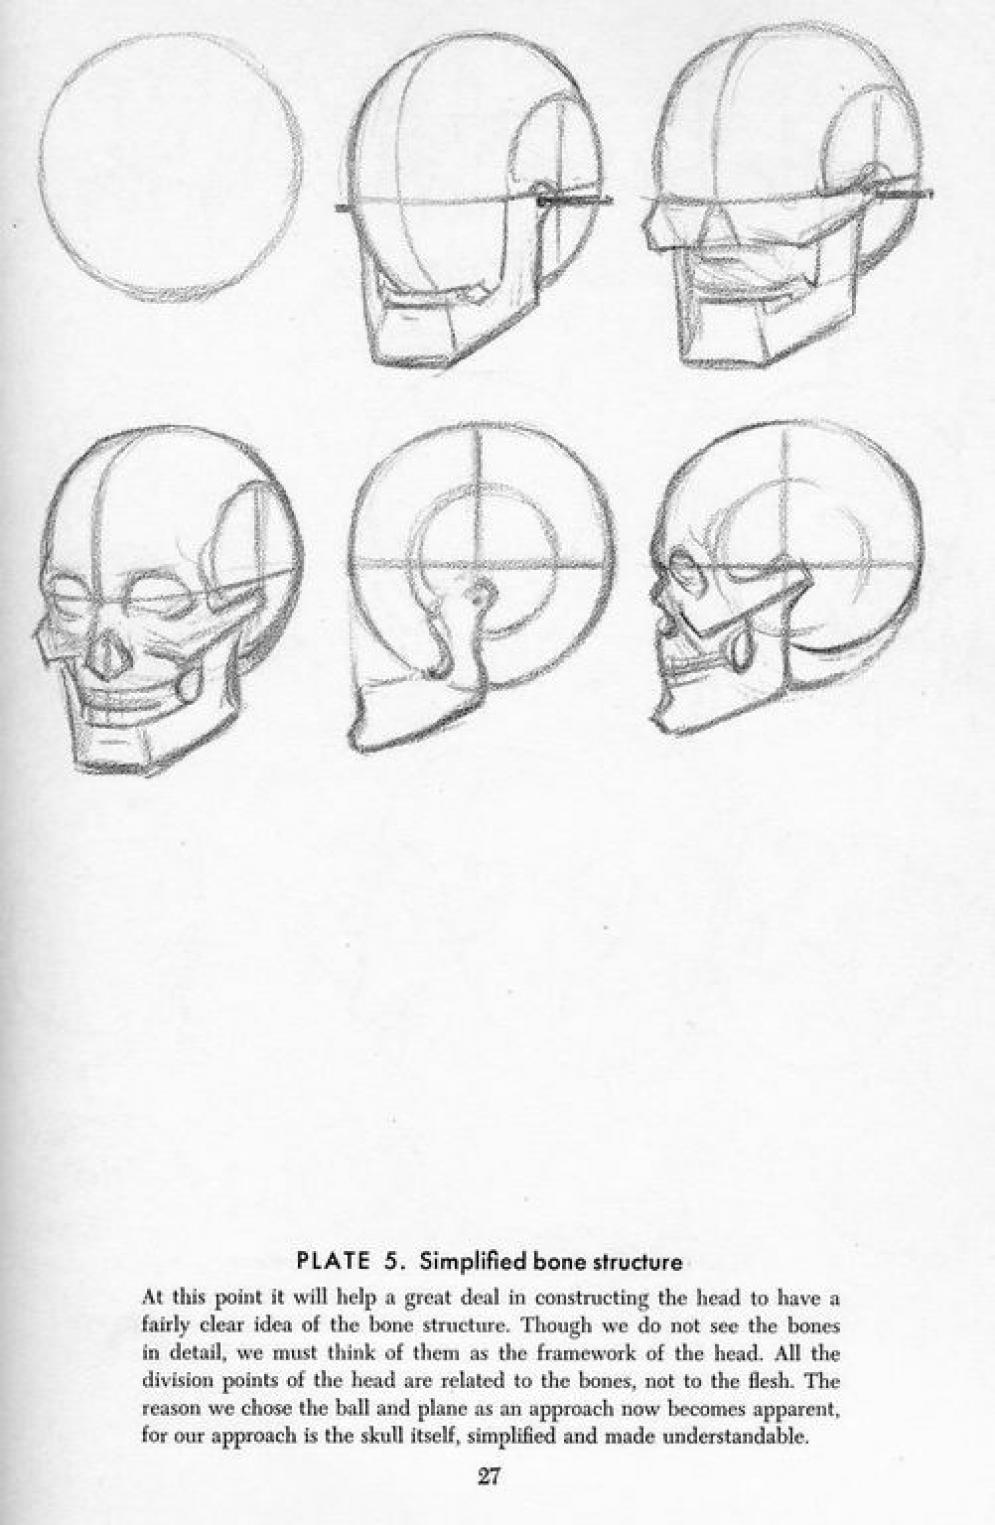 PLATE 5. Simplified bone structure
At this point it will help a great deal in constructing the head to have a
fairly clear idea of the bone structure. Though we do not see the bones
in detail, we must think of them as the framework of the head. All the
division points of the head are related to the bones, not to the flesh. The
reason we chose the ball and plane as an approach now becomes apparent,
for our approach is the skull itself, simplified and made understandable.
27